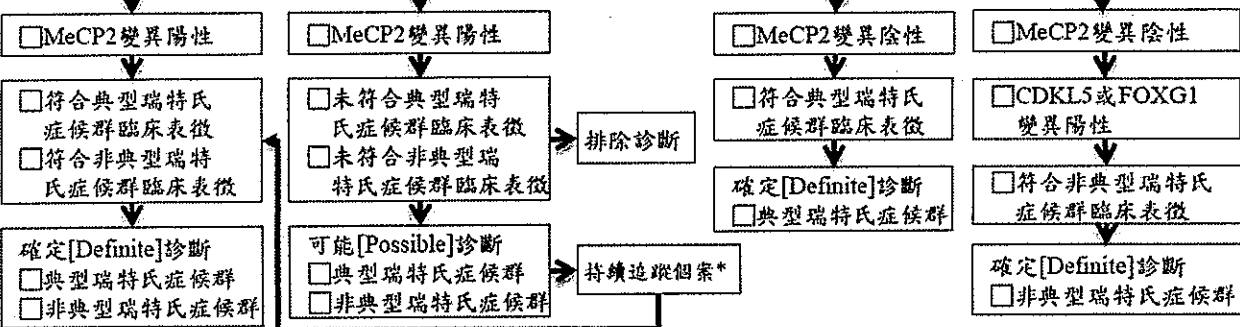 □MeCP2變異陽性
□符合典型瑞特氏
症候群臨床表徵
□符合非典型瑞特
氏症候群臨床表徵
確定[Definite]診斷
□典型瑞特氏症候群
□非典型瑞特氏症候群
□MeCP2變異陽性
□未符合典型瑞特
氏症候群臨床表徵
□未符合非典型瑞
特氏症候群臨床表徵
排除診斷
可能[Possible]診斷
□典型瑞特氏症候群
□非典型瑞特氏症候群
持續追蹤個案*
□MeCP2變異陰性
□符合典型瑞特氏
症候群臨床表徵
確定[Definite]診斷
□典型瑞特氏症候群
□MeCP2變異陰性
□CDKL5或FOXG1
變異陽性
□符合非典型瑞特氏
症候群臨床表徵
確定[Definite]診斷
□非典型瑞特氏症候群